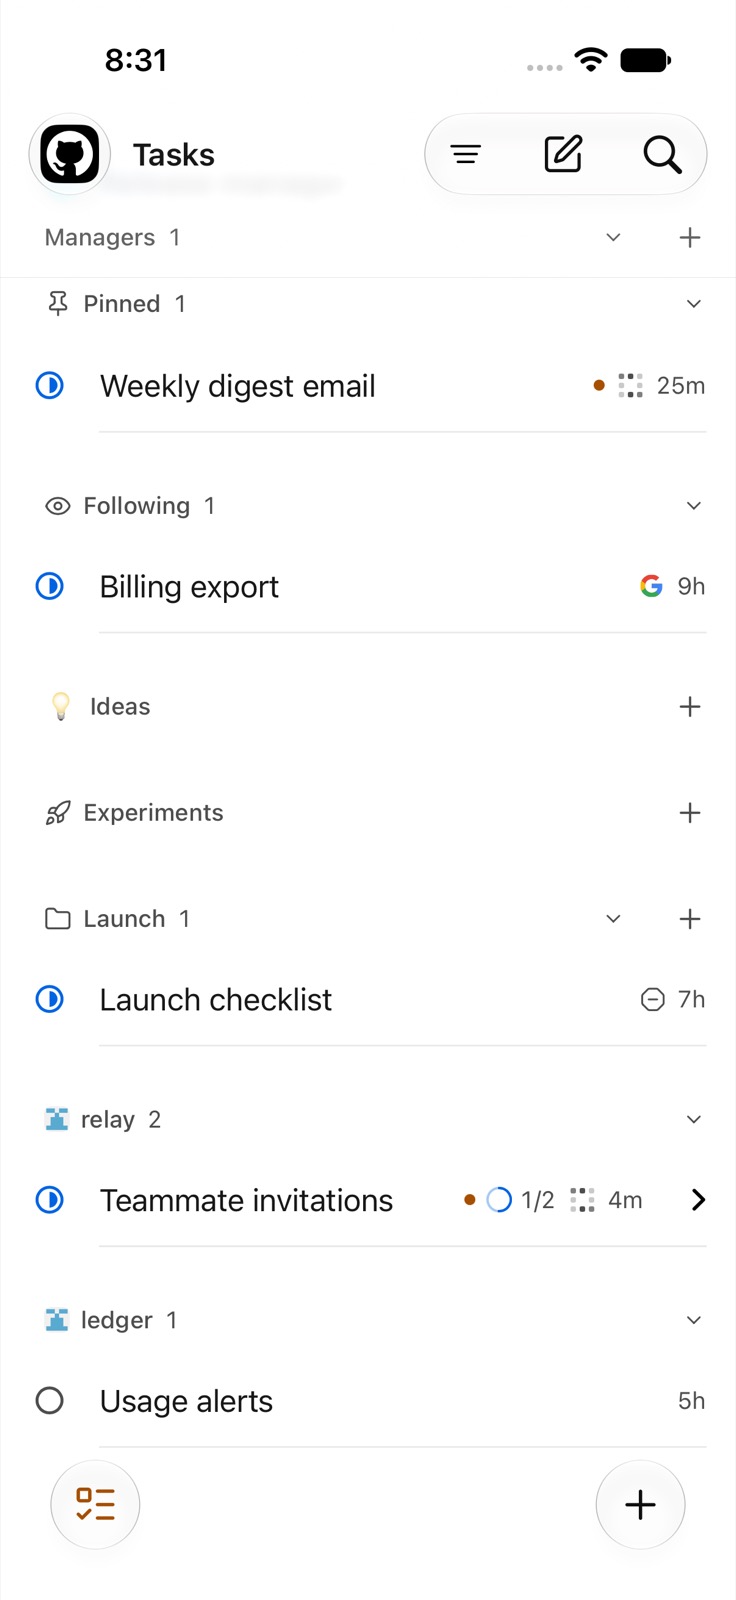 8:31
Tasks
Managers 1
Pinned 1
Weekly digest email 25m
Following 1
Billing export 9h
Ideas
Experiments
Launch 1
Launch checklist 7h
relay 2
Teammate invitations 1/2 4m
ledger 1
Usage alerts 5h